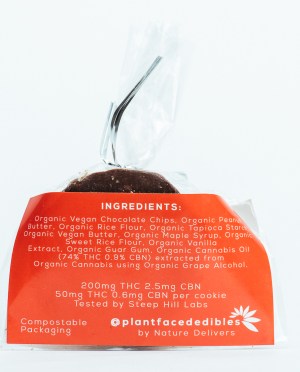 INGREDIENTS:
Organic Vegan Chocolate Chips, Organic Peanut
Butter, Organic Rice Flour, Organic Tapioca Starch
Organic Vegan Butter, Organic Maple Syrup, Organic
Sweet Rice Flour, Organic Vanilla
Extract, Organic Guar Gum, Organic Cannabis Oil
(74% THC 0.9% CBN) extracted from
Organic Cannabis using Organic Grape Alcohol.
200mg THC 2.5mg CBN
50mg THC 0.6mg CBN per cookie
Tested by Steep Hill Labs
Compostable
Packaging
@plantfacededibles
by Nature Delivers